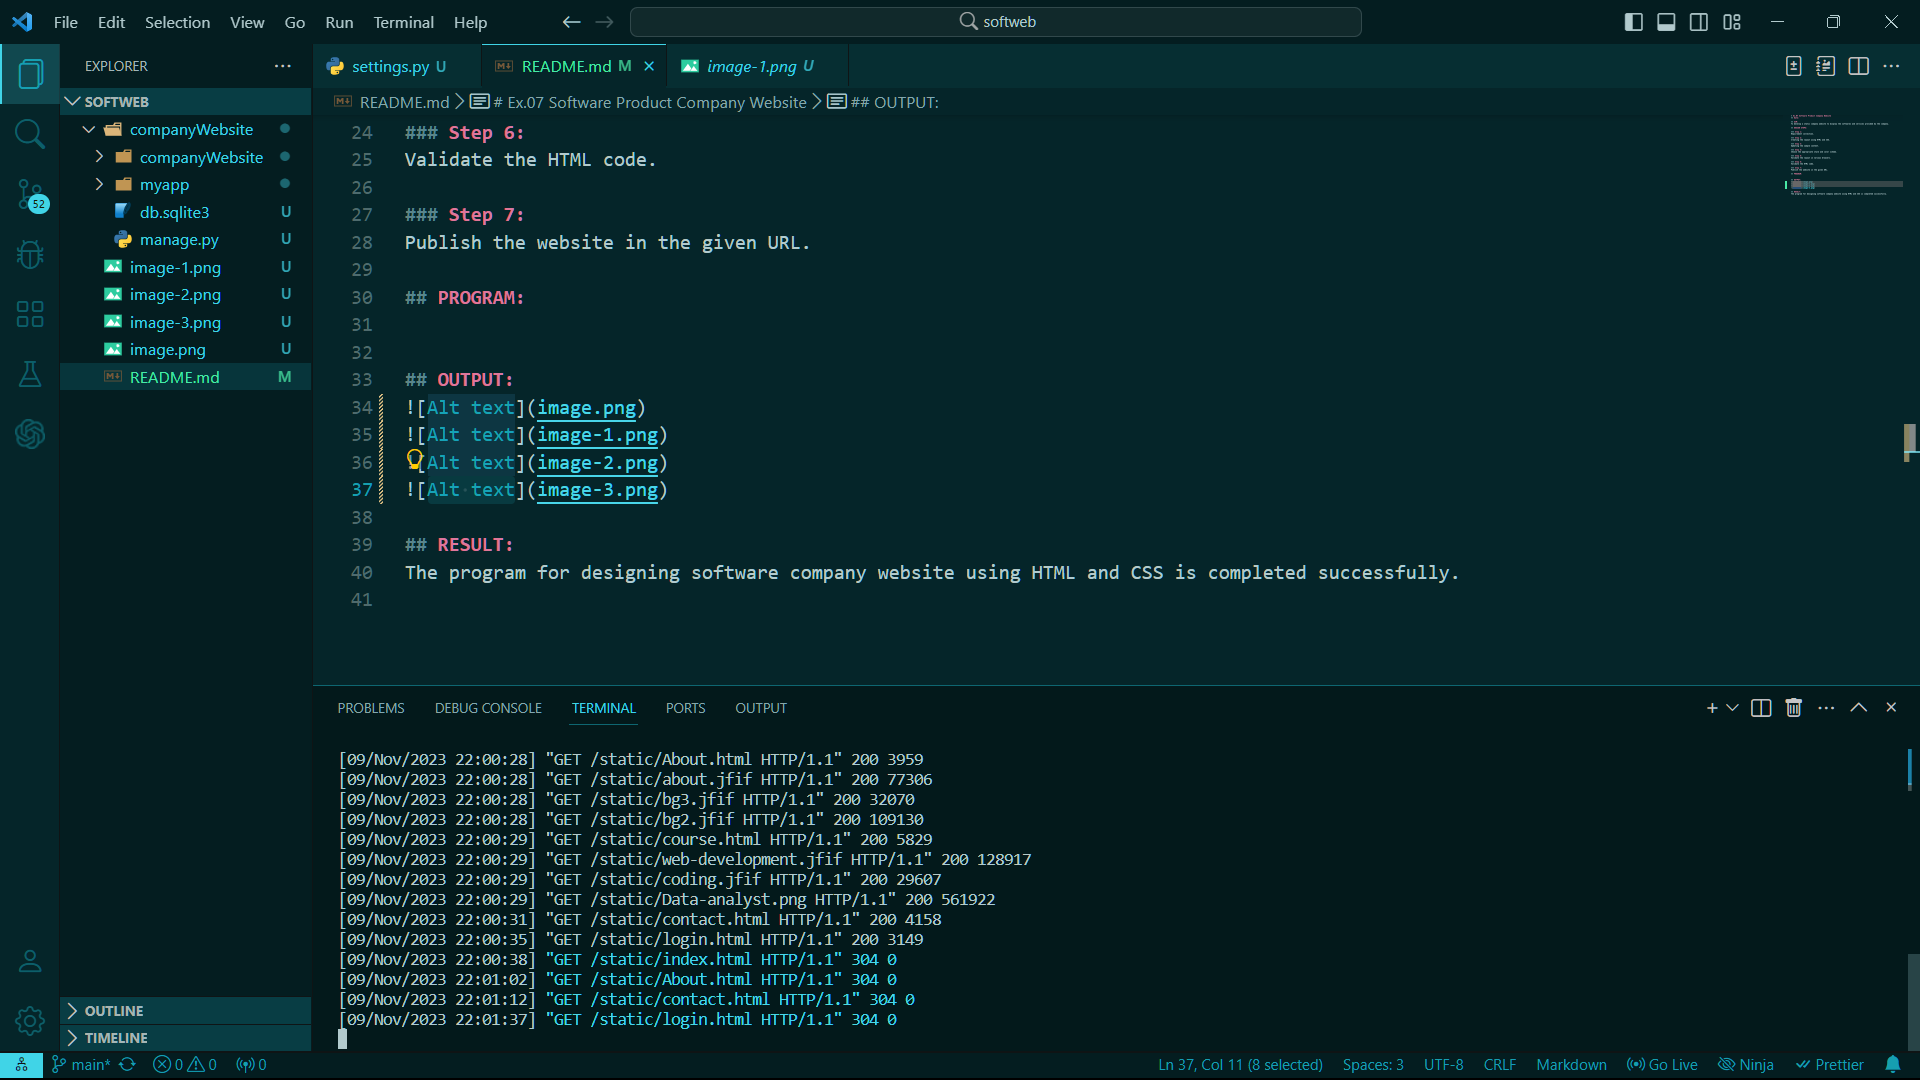 File Edit Selection View Go Run Terminal Help
softweb
EXPLORER
SOFTWEB
companyWebsite
companyWebsite
myapp
db.sqlite3 U
manage.py U
image-1.png U
image-2.png U
image-3.png U
image.png U
README.md M
52
OUTLINE
TIMELINE
settings.py U README.md M image-1.png U
README.md # Ex.07 Software Product Company Website ## OUTPUT:
24 ### Step 6:
25 Validate the HTML code.
26
27 ### Step 7:
28 Publish the website in the given URL.
29
30 ## PROGRAM:
31
32
33 ## OUTPUT:
34 ![Alt text](image.png)
35 ![Alt text](image-1.png)
36 ![Alt text](image-2.png)
37 ![Alt text](image-3.png)
38
39 ## RESULT:
40 The program for designing software company website using HTML and CSS is completed successfully.
41
PROBLEMS DEBUG CONSOLE TERMINAL PORTS OUTPUT
[09/Nov/2023 22:00:28] "GET /static/About.html HTTP/1.1" 200 3959
[09/Nov/2023 22:00:28] "GET /static/about.jfif HTTP/1.1" 200 77306
[09/Nov/2023 22:00:28] "GET /static/bg3.jfif HTTP/1.1" 200 32070
[09/Nov/2023 22:00:28] "GET /static/bg2.jfif HTTP/1.1" 200 109130
[09/Nov/2023 22:00:29] "GET /static/course.html HTTP/1.1" 200 5829
[09/Nov/2023 22:00:29] "GET /static/web-development.jfif HTTP/1.1" 200 128917
[09/Nov/2023 22:00:29] "GET /static/coding.jfif HTTP/1.1" 200 29607
[09/Nov/2023 22:00:29] "GET /static/Data-analyst.png HTTP/1.1" 200 561922
[09/Nov/2023 22:00:31] "GET /static/contact.html HTTP/1.1" 200 4158
[09/Nov/2023 22:00:35] "GET /static/login.html HTTP/1.1" 200 3149
[09/Nov/2023 22:00:38] "GET /static/index.html HTTP/1.1" 304 0
[09/Nov/2023 22:01:02] "GET /static/About.html HTTP/1.1" 304 0
[09/Nov/2023 22:01:12] "GET /static/contact.html HTTP/1.1" 304 0
[09/Nov/2023 22:01:37] "GET /static/login.html HTTP/1.1" 304 0
main* 0 0 0 Ln 37, Col 11 (8 selected) Spaces: 3 UTF-8 CRLF Markdown Go Live Ninja Prettier